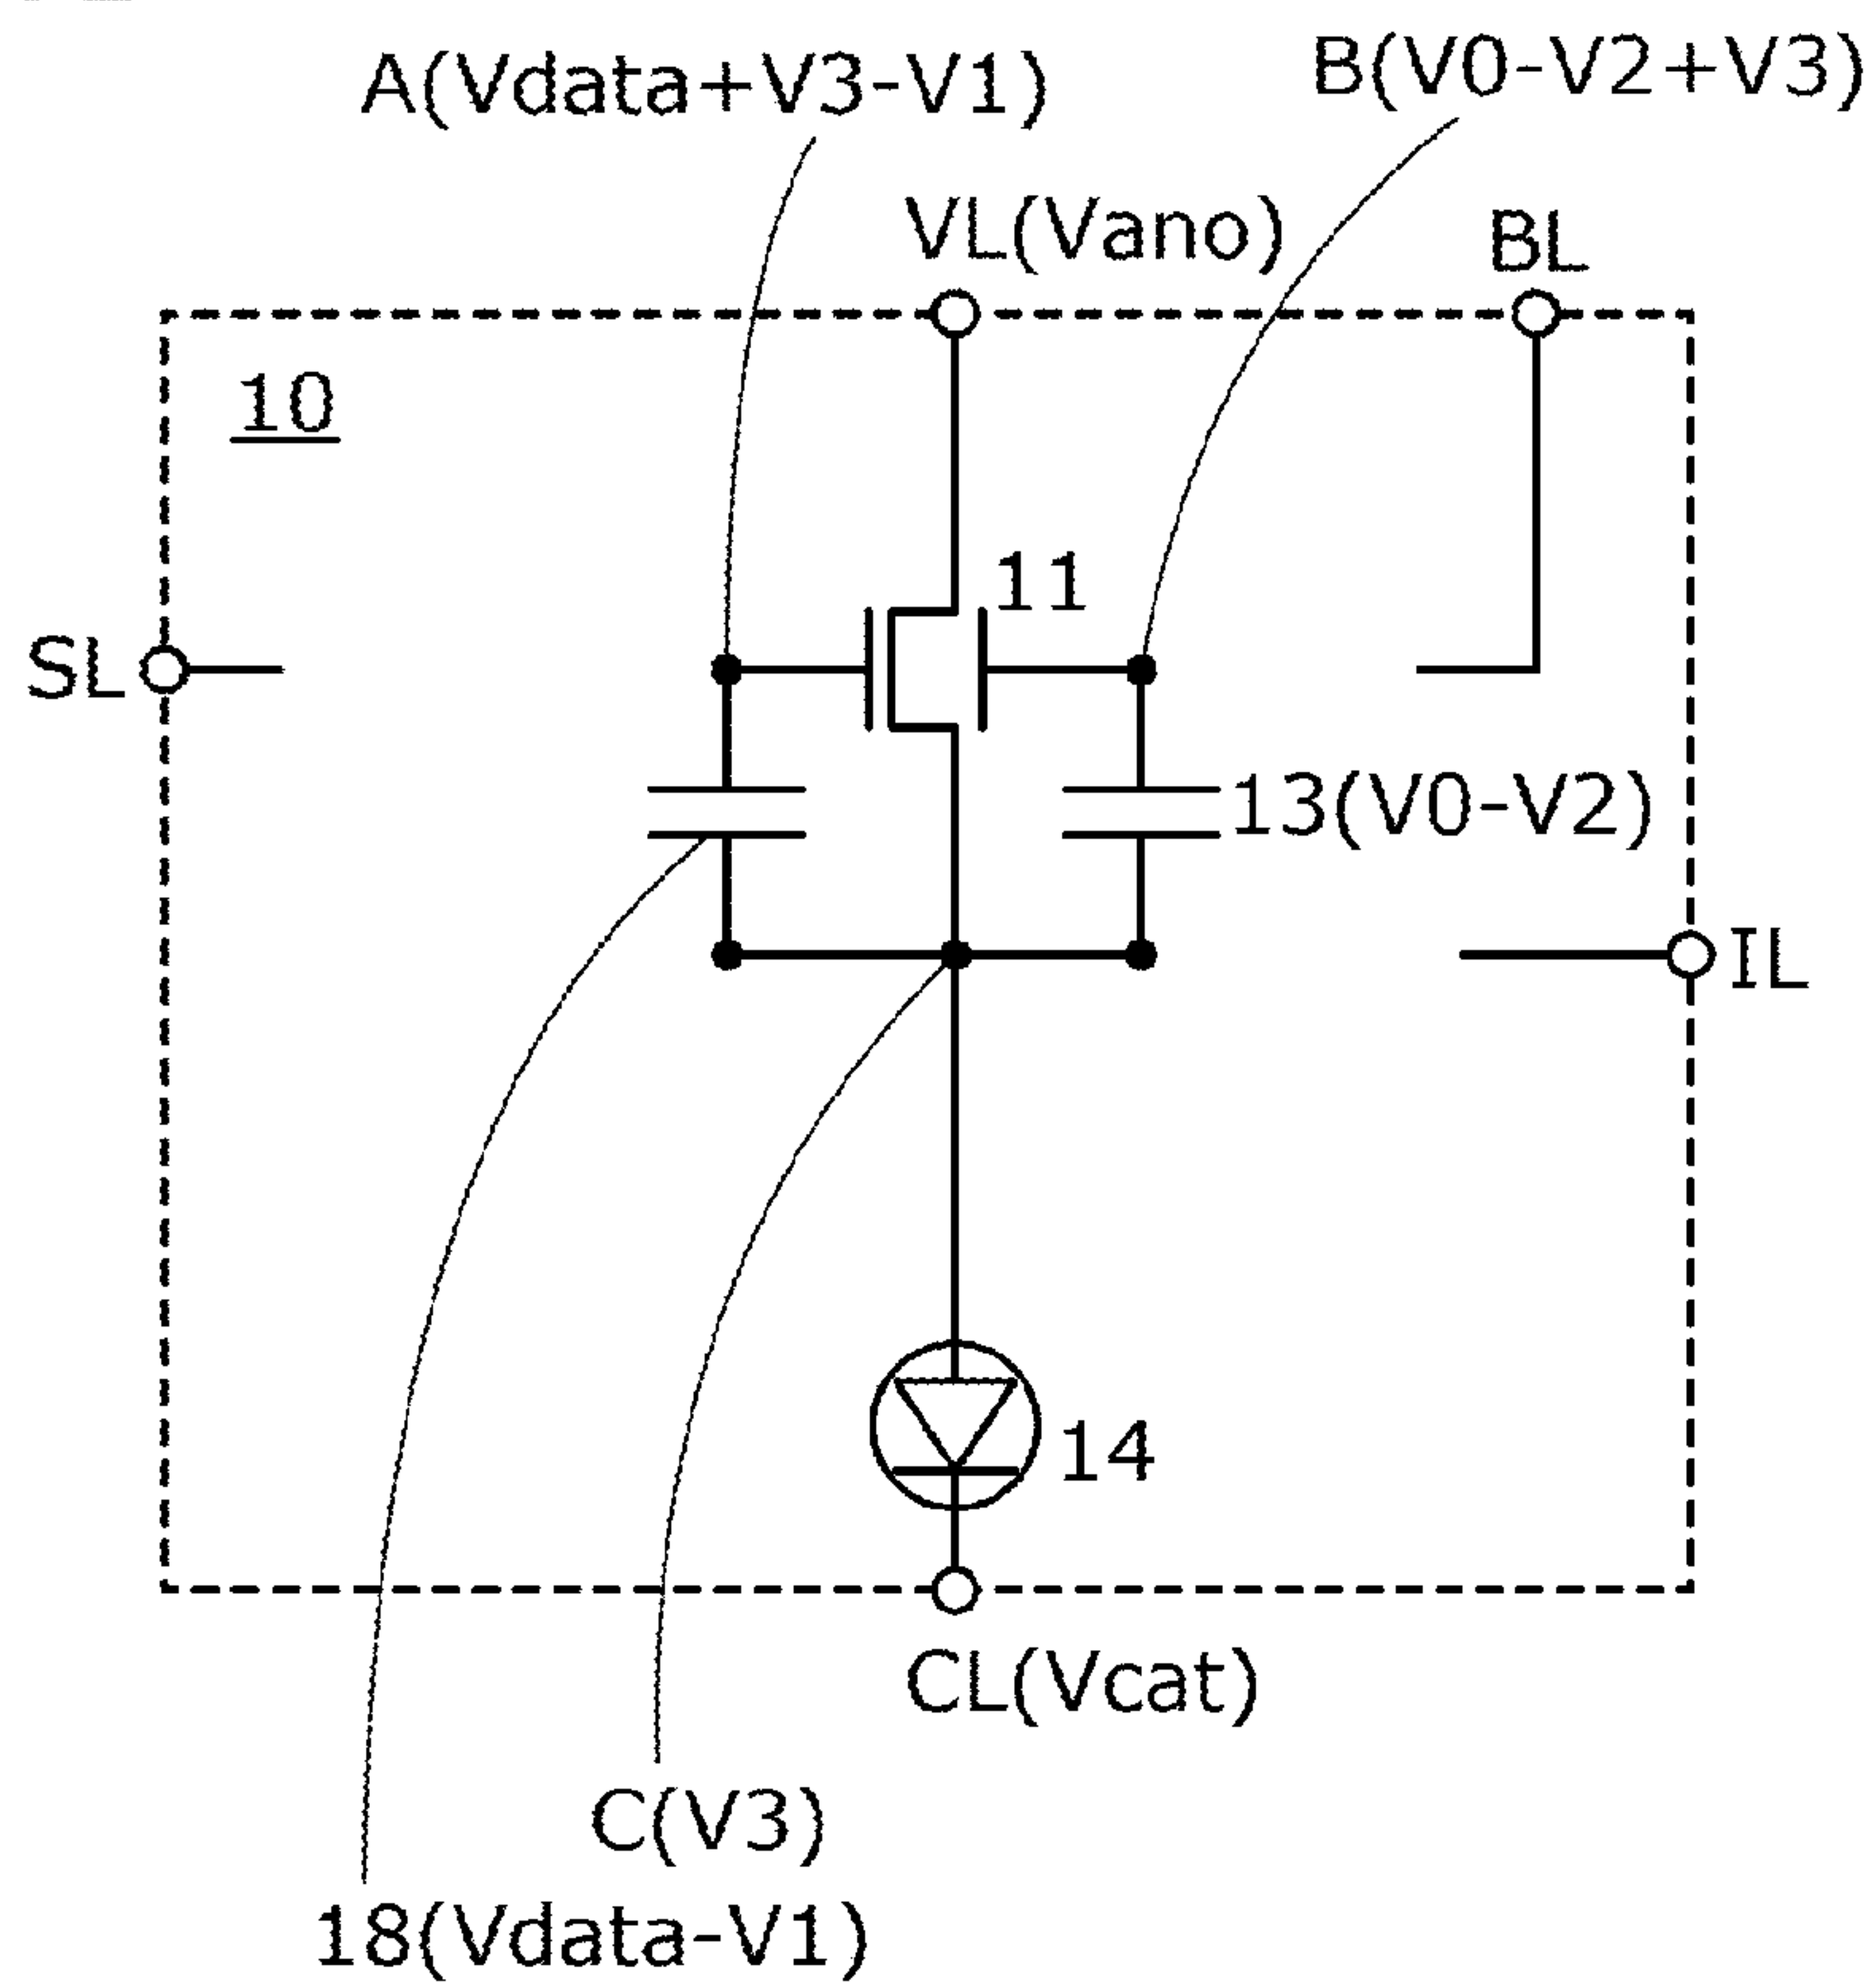 A(Vdata+V3-V1)
B(V0-V2+V3)
VL(Vano)
BL
10
11
SL
13(V0-V2)
IL
14
CL(Vcat)
C(V3)
18(Vdata-V1)